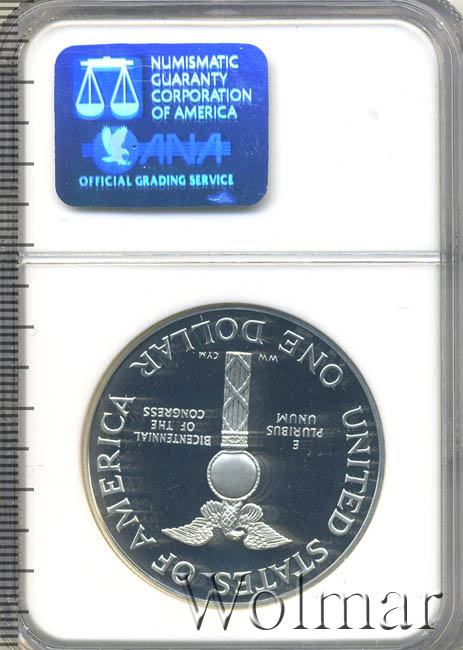 NUMISMATIC
GUARANTY
CORPORATION
OF AMERICA
ANA
OFFICIAL GRADING SERVICE
UNITED STATES OF AMERICA
E
PLURIBUS
UNUM
BICENTENNIAL
OF THE
CONGRESS
WW
CYM
ONE DOLLAR
Wolmar